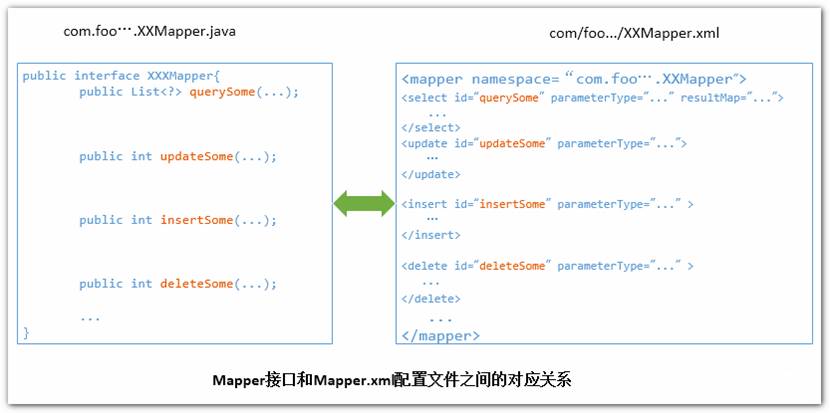 com.foo….XXMapper.java
com/foo.../XXMapper.xml
public interface XXXMapper{
public List<?> querySome(...);
public int updateSome(...);
public int insertSome(...);
public int deleteSome(...);
...
}
<mapper namespace=“com.foo….XXMapper”>
<select id=“querySome” parameterType=”...” resultMap=”...”>
...
</select>
<update id=“updateSome” parameterType=”...”>
…
</update>
<insert id=“insertSome” parameterType=”...” >
…
</insert>
<delete id=“deleteSome” parameterType=”...” >
...
</delete>
...
</mapper>
Mapper接口和Mapper.xml配置文件之间的对应关系